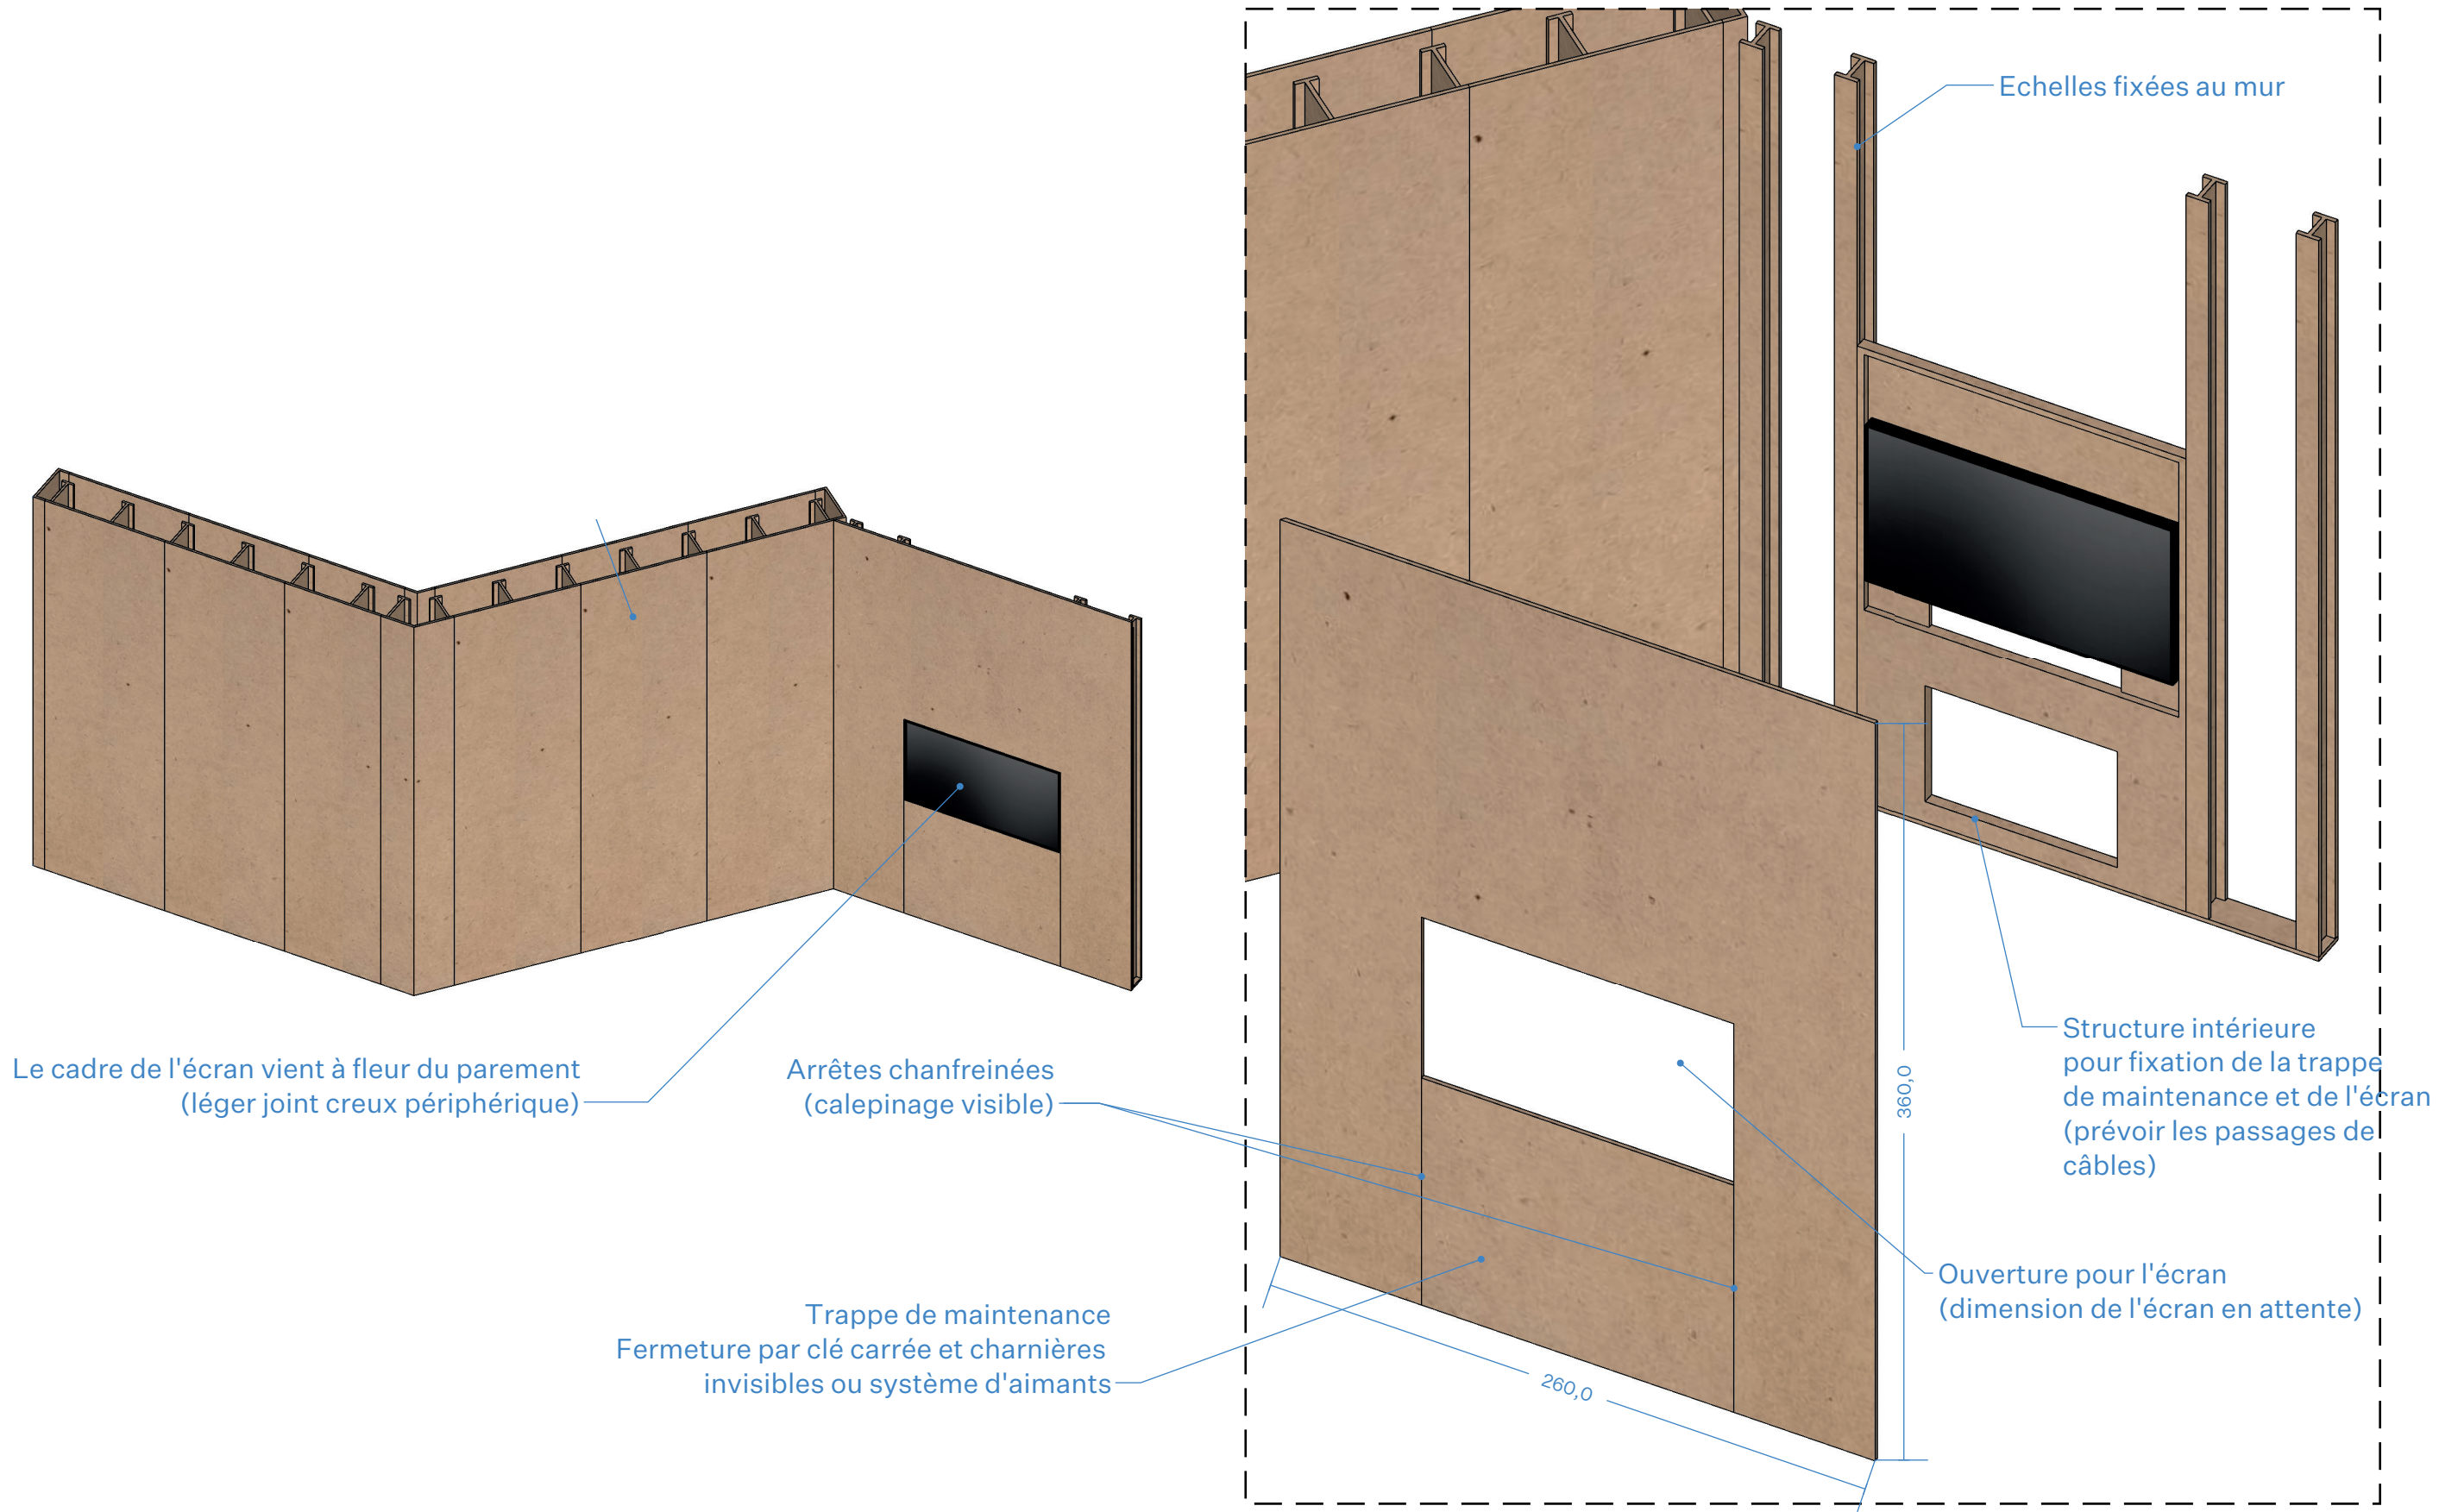 Echelles fixées au mur
Le cadre de l'écran vient à fleur du parement
(léger joint creux périphérique)
Arrêtes chanfreinées
(calepinage visible)
Structure intérieure
pour fixation de la trappe
de maintenance et de l'écran
(prévoir les passages de
câbles)
360,0
Ouverture pour l'écran
(dimension de l'écran en attente)
Trappe de maintenance
Fermeture par clé carrée et charnières
invisibles ou système d'aimants
260,0